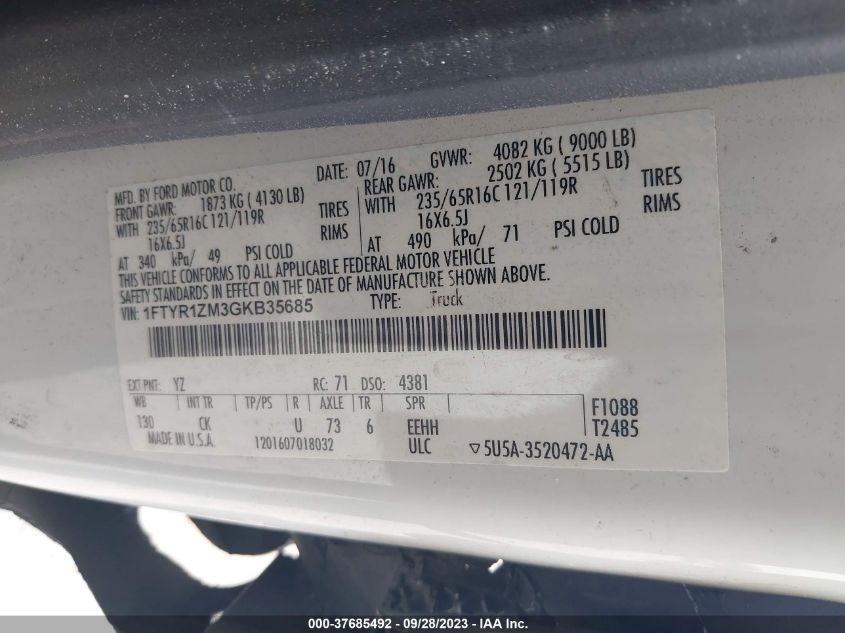 MFD. BY FORD MOTOR CO. DATE: 07/16 GVWR: 4082 KG ( 9000 LB)
FRONT GAWR: 1873 KG ( 4130 LB) REAR GAWR: 2502 KG ( 5515 LB)
WITH 235/65R16C 121/119R TIRES WITH 235/65R16C 121/119R TIRES
16X6.5J RIMS 16X6.5J RIMS
AT 340 kPa/ 49 PSI COLD AT 490 kPa/ 71 PSI COLD
THIS VEHICLE CONFORMS TO ALL APPLICABLE FEDERAL MOTOR VEHICLE
SAFETY STANDARDS IN EFFECT ON THE DATE OF MANUFACTURE SHOWN ABOVE.
VIN: 1FTYR1ZM3GKB35685 TYPE: Truck
EXT PNT: YZ RC: 71 DSO: 4381
WB INT TR TP/PS R AXLE TR SPR F1088
130 CK U 73 6 EEHH T2485
MADE IN U.S.A. 1201607018032 ULC ▽5U5A-3520472-AA
000-37685492 - 09/28/2023 - IAA Inc.